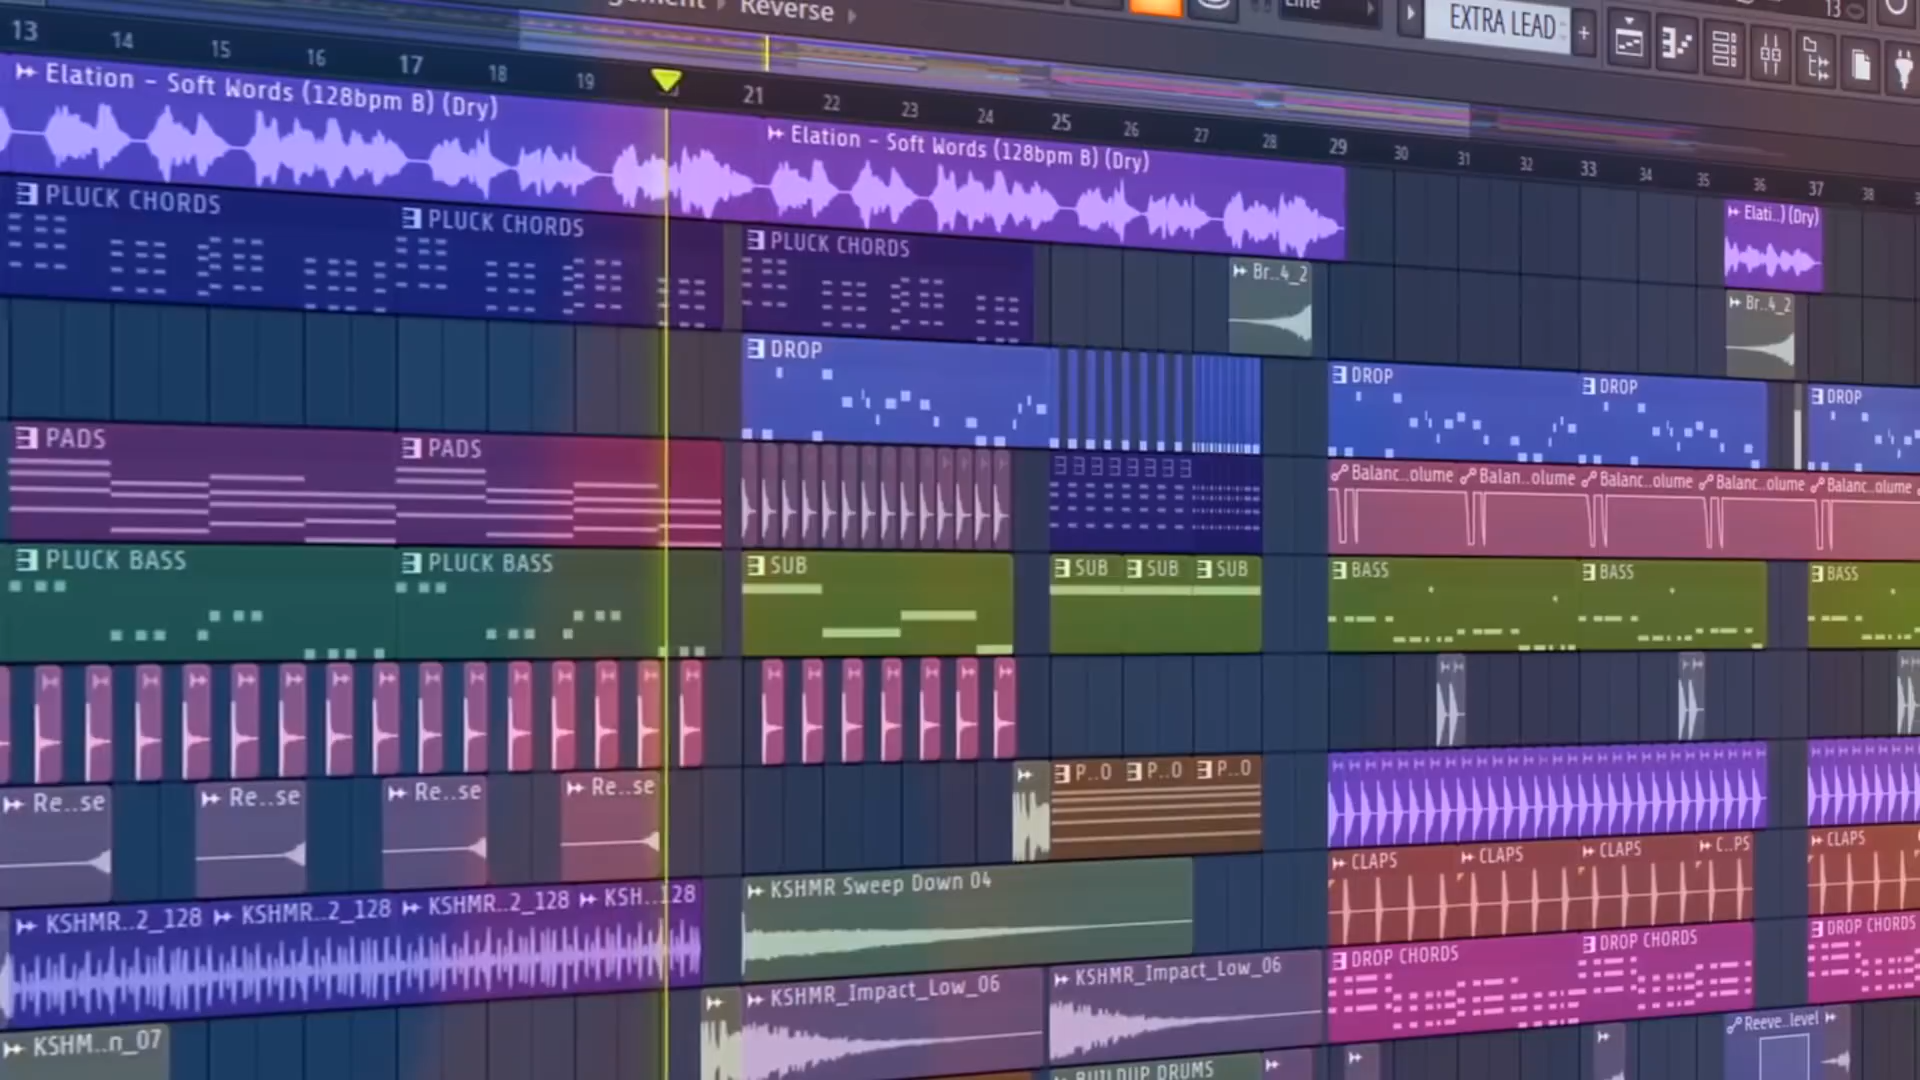 Reverse
Line
EXTRA LEAD
13
13 14 15 16 17 18 19 21 22 23 24 25 26 27 28 29 30 31 32 33 34 35 36 37 38
Elation - Soft Words (128bpm B) (Dry)
Elation - Soft Words (128bpm B) (Dry)
Elati..) (Dry)
PLUCK CHORDS
PLUCK CHORDS
PLUCK CHORDS
Br..4_2
Br..4_2
DROP
DROP
DROP
DROP
PADS
PADS
Balanc..olume
Balan..olume
Balanc..olume
Balanc..olume
Balanc..olume
PLUCK BASS
PLUCK BASS
SUB
SUB
SUB
SUB
BASS
BASS
BASS
Re..se
Re..se
Re..se
Re..se
P..O
P..O
P..O
CLAPS
CLAPS
CLAPS
C..PS
CLAPS
KSHMR..2_128
KSHMR..2_128
KSHMR..2_128
KSH..128
KSHMR Sweep Down 04
DROP CHORDS
DROP CHORDS
DROP CHORDS
KSHMR_Impact_Low_06
KSHMR_Impact_Low_06
KSHM..n_07
Reeve..level
BUILDUP DRUMS